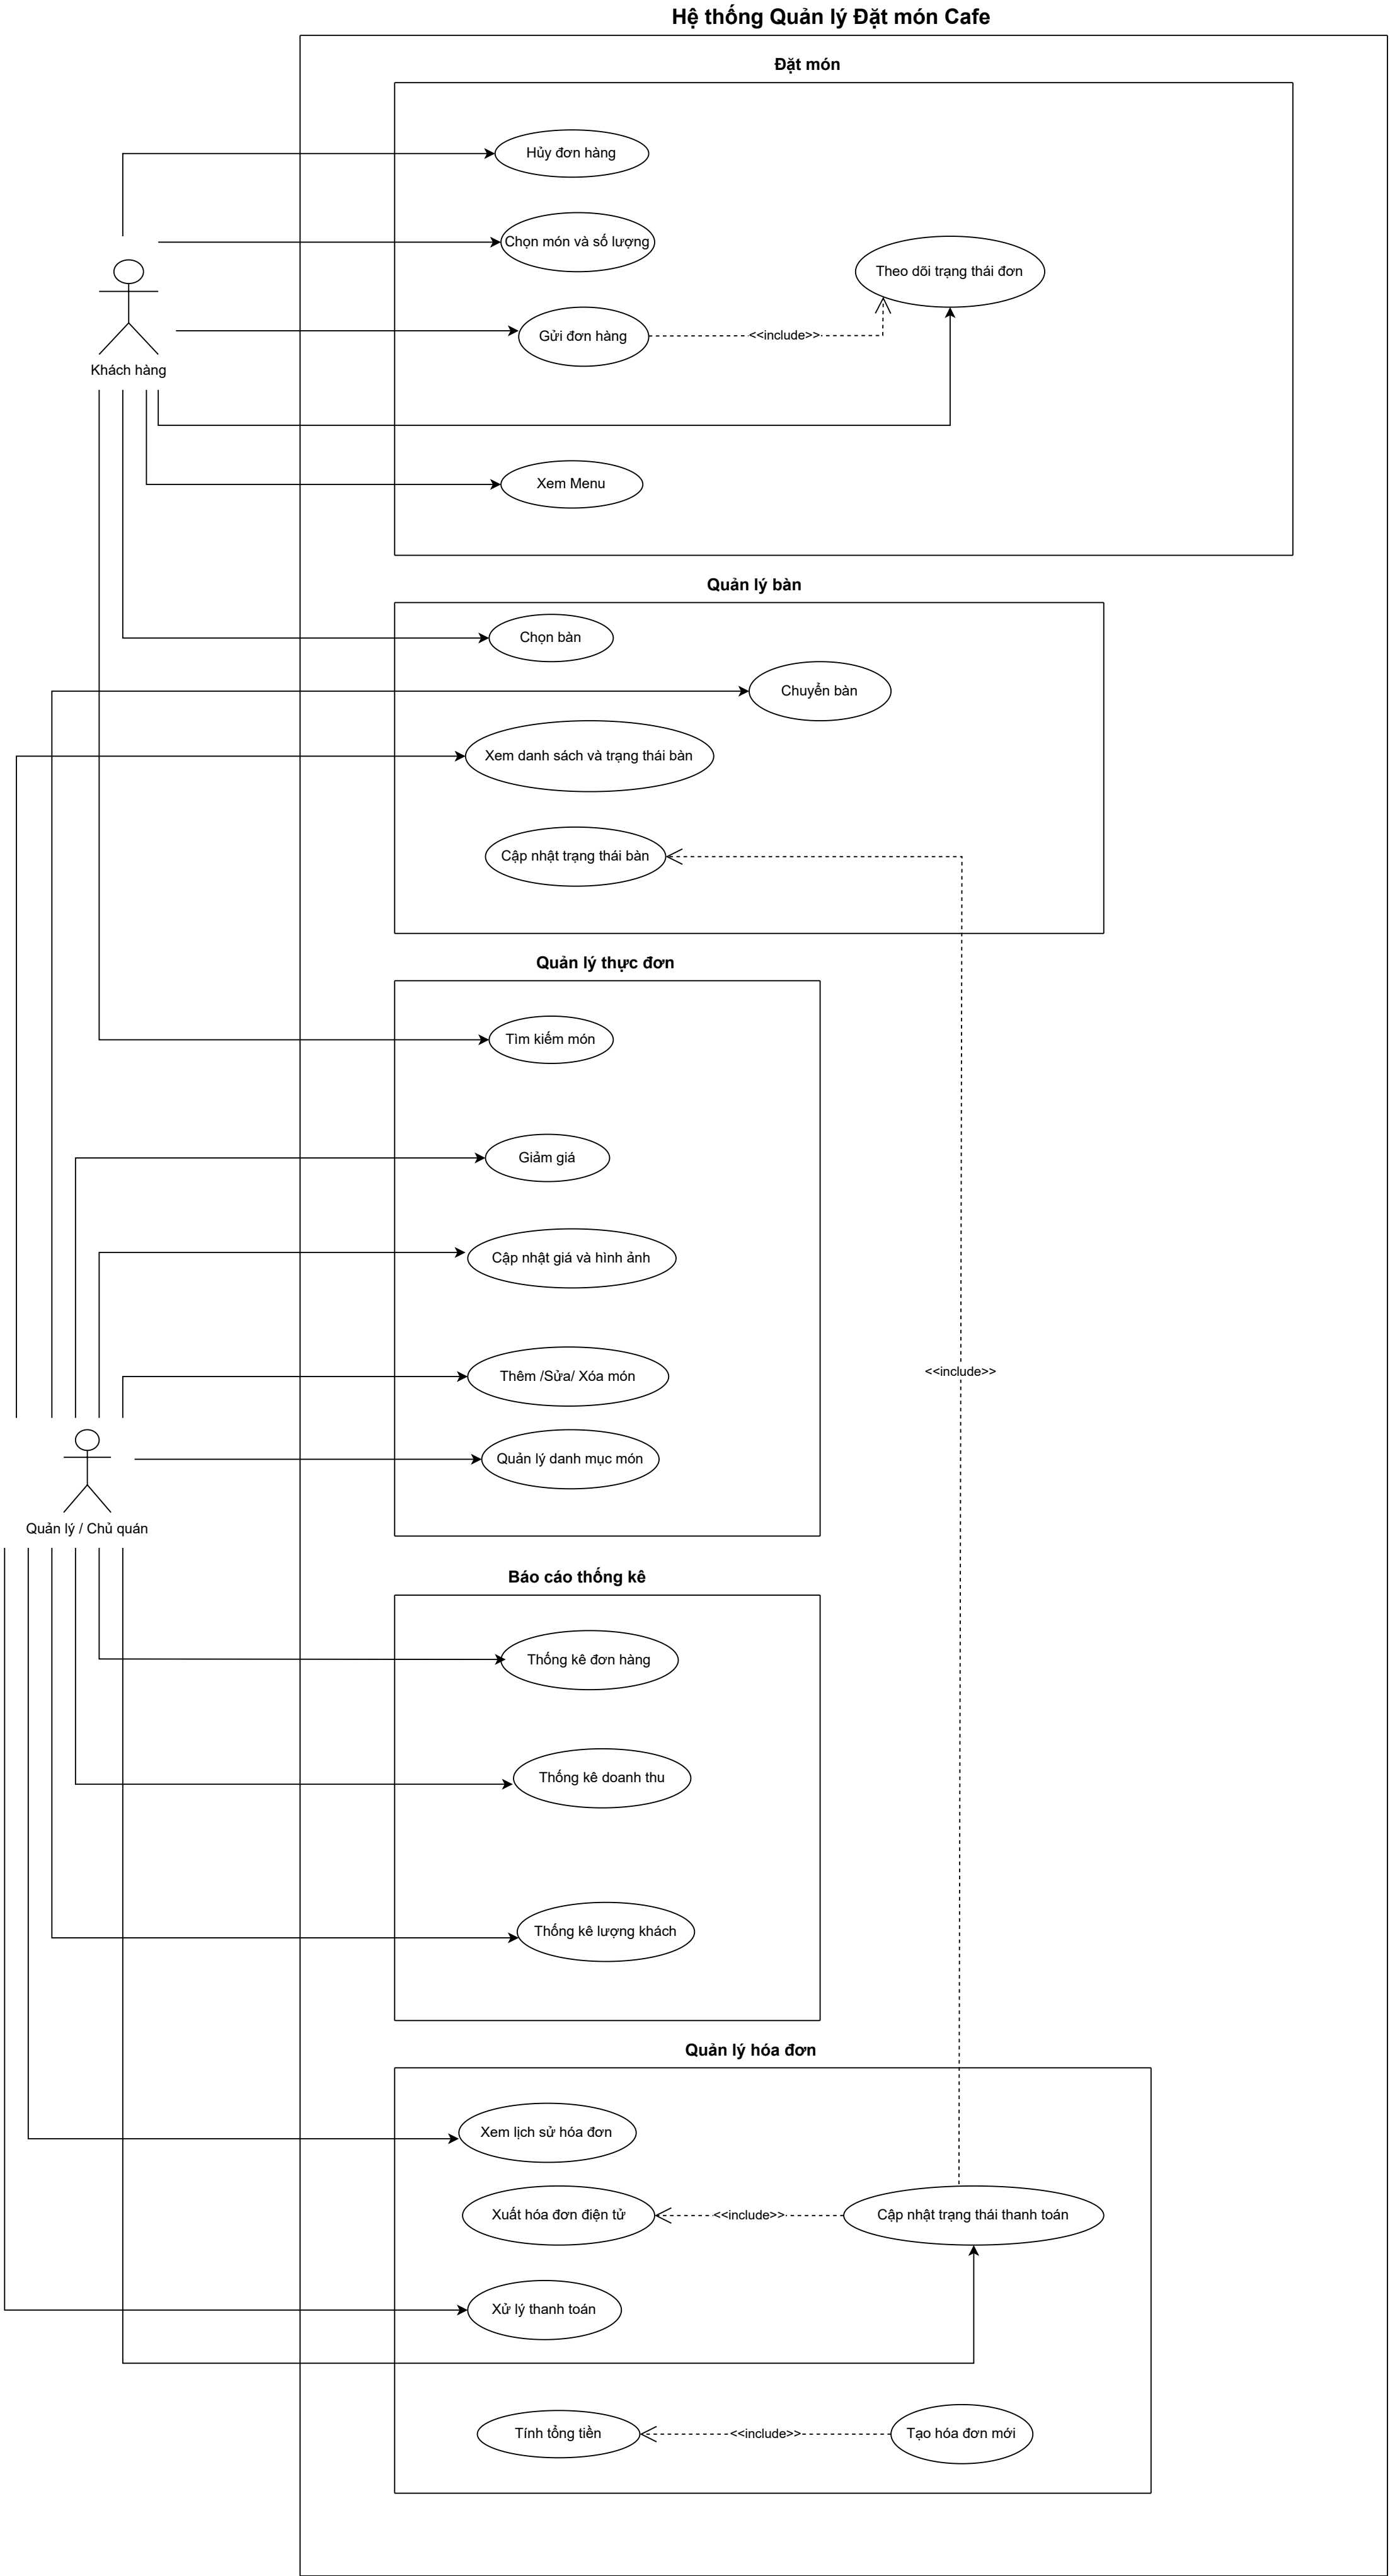 Hệ thống Quản lý Đặt món Cafe
Đặt món
Hủy đơn hàng
Chọn món và số lượng
Theo dõi trạng thái đơn
Gửi đơn hàng
<<include>>
Khách hàng
Xem Menu
Quản lý bàn
Chọn bàn
Chuyển bàn
Xem danh sách và trạng thái bàn
Cập nhật trạng thái bàn
Quản lý thực đơn
Tìm kiếm món
Giảm giá
Cập nhật giá và hình ảnh
<<include>>
Thêm /Sửa/ Xóa món
Quản lý danh mục món
Quản lý / Chủ quán
Báo cáo thống kê
Thống kê đơn hàng
Thống kê doanh thu
Thống kê lượng khách
Quản lý hóa đơn
Xem lịch sử hóa đơn
Xuất hóa đơn điện tử
<<include>>
Cập nhật trạng thái thanh toán
Xử lý thanh toán
Tính tổng tiền
<<include>>
Tạo hóa đơn mới